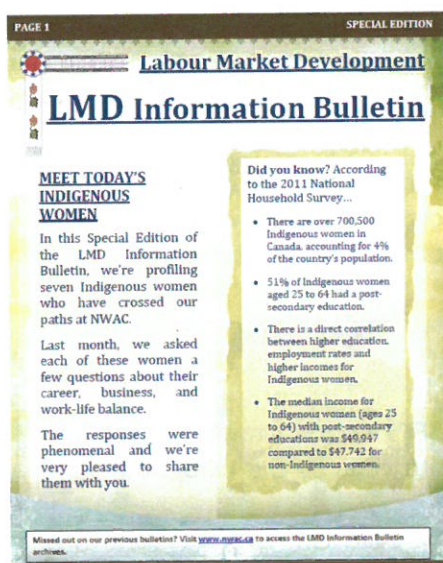 PAGE 1
SPECIAL EDITION
Labour Market Development
LMD Information Bulletin
MEET TODAY'S
INDIGENOUS
WOMEN
In this Special Edition of
the LMD Information
Bulletin, we're profiling
seven Indigenous women
who have crossed our
paths at NWAC.
Last month, we asked
each of these women a
few questions about their
career, business, and
work-life balance.
The responses were
phenomenal and we're
very pleased to share
them with you.
Did you know? According
to the 2011 National
Household Survey...
• There are over 700,500
Indigenous women in
Canada, accounting for 4%
of the country's population.
• 51% of Indigenous women
aged 25 to 64 had a post-
secondary education.
• There is a direct correlation
between higher education,
employment rates and
higher incomes for
Indigenous women.
• The median income for
Indigenous women (ages 25
to 64) with post-secondary
educations was $49,947
compared to $47,742 for
non-Indigenous women.
Missed out on our previous bulletins? Visit www.nwac.ca to access the LMD Information Bulletin
archives.